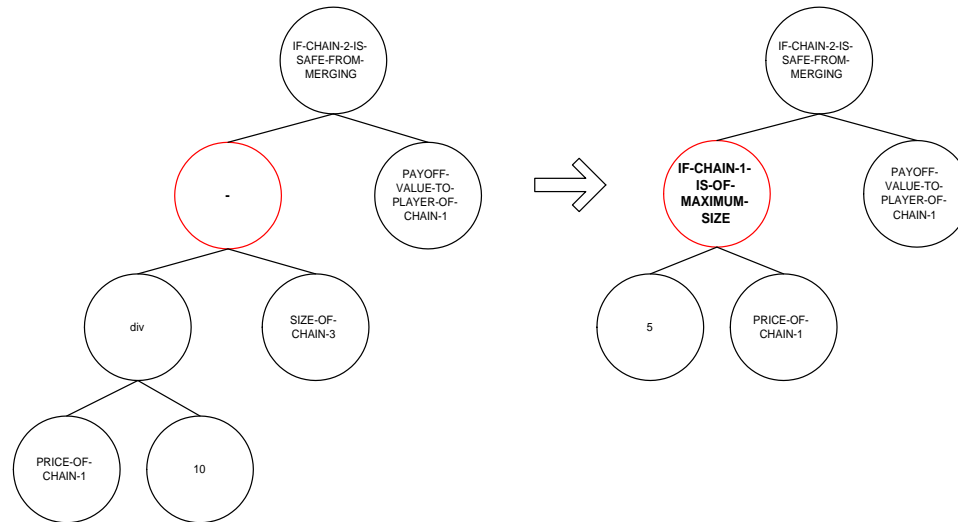 IF-CHAIN-2-IS-
SAFE-FROM-
MERGING
-
PAYOFF-
VALUE-TO-
PLAYER-OF-
CHAIN-1
div
SIZE-OF-
CHAIN-3
PRICE-OF-
CHAIN-1
10
IF-CHAIN-2-IS-
SAFE-FROM-
MERGING
IF-CHAIN-1-
IS-OF-
MAXIMUM-
SIZE
PAYOFF-
VALUE-TO-
PLAYER-OF-
CHAIN-1
5
PRICE-OF-
CHAIN-1